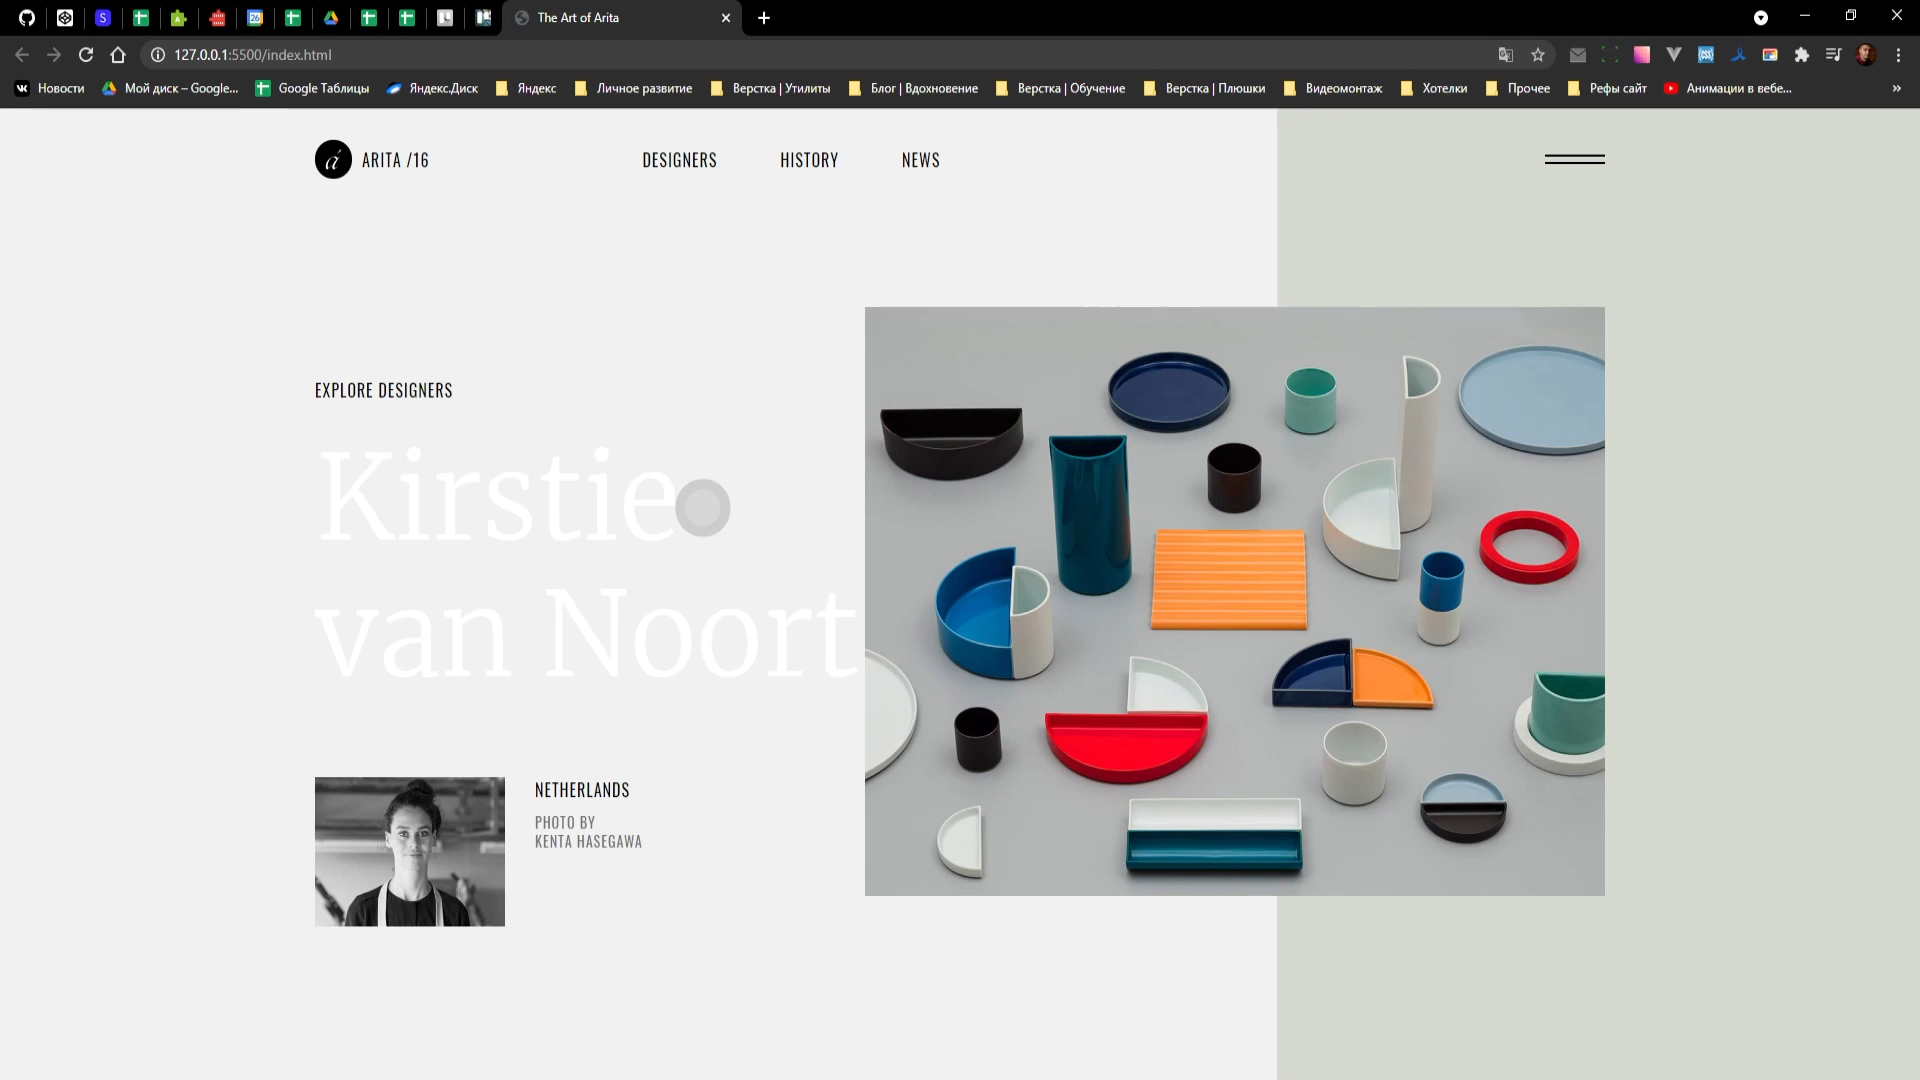 The Art of Arita
127.0.0.1:5500/index.html
Новости
Мой диск – Google...
Google Таблицы
Яндекс.Диск
Яндекс
Личное развитие
Верстка | Утилиты
Блог | Вдохновение
Верстка | Обучение
Верстка | Плюшки
Видеомонтаж
Хотелки
Прочее
Рефы сайт
Анимации в вебе...
á ARITA /16
DESIGNERS
HISTORY
NEWS
EXPLORE DESIGNERS
Kirstie
van Noort
NETHERLANDS
PHOTO BY
KENTA HASEGAWA